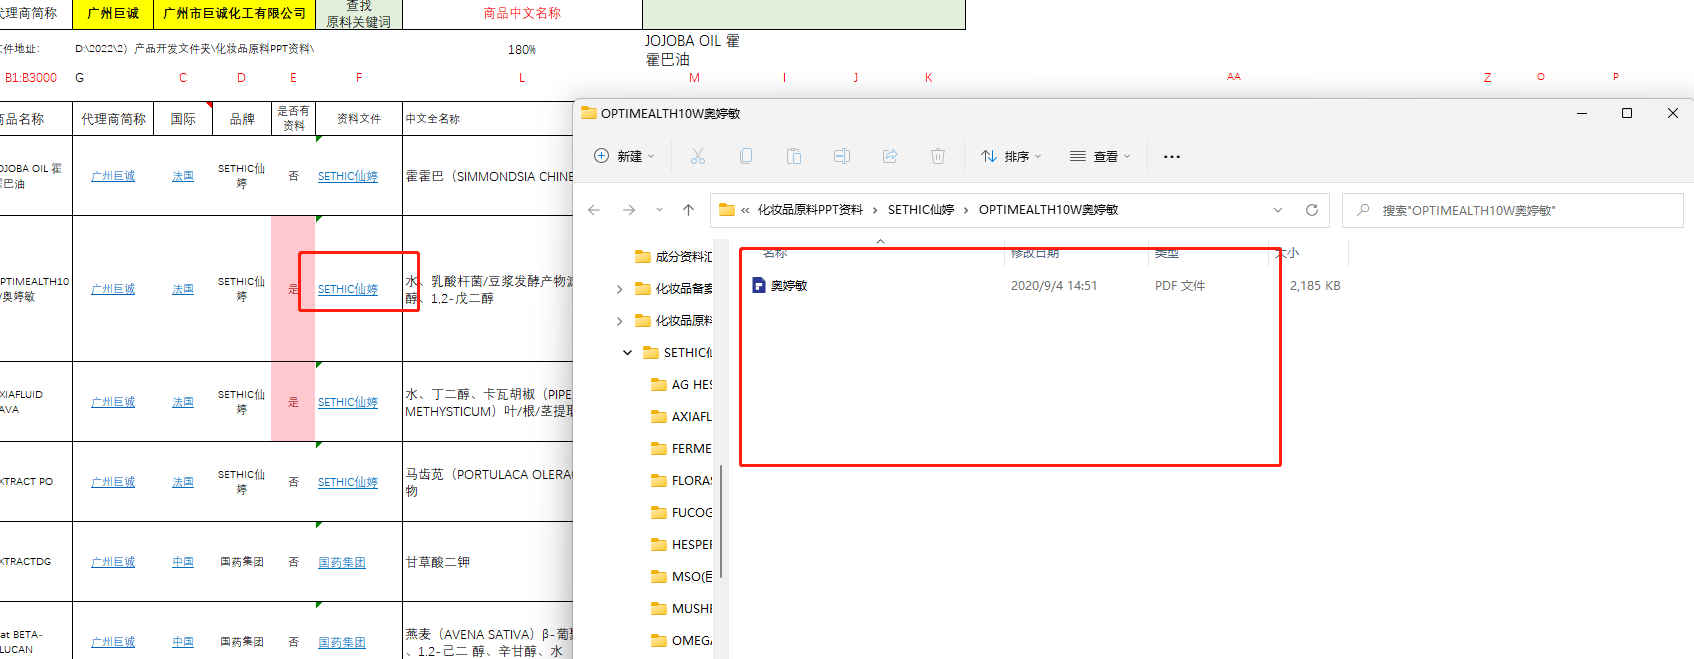 代理商简称 广州巨诚 广州市巨诚化工有限公司 查找 商品中文名称
原料关键词
文件地址: D:\2022\2）产品开发文件夹\化妆品原料PPT资料\ 180% JOJOBA OIL 霍
霍巴油
B1:B3000 G C D E F L M I J K AA Z O P
商品名称 代理商简称 国际 品牌 是否有 资料文件 中文全名称
资料
JOJOBA OIL 霍
霍巴油
广州巨诚 法国 SETHIC仙
婷
否 SETHIC仙婷 霍霍巴（SIMMONDSIA CHINE
OPTIMEALTH10
W奥婷敏
广州巨诚 法国 SETHIC仙
婷
是 SETHIC仙婷 水、乳酸杆菌/豆浆发酵产物滤
醇、1,2-戊二醇
AXIAFLUID
KAVA
广州巨诚 法国 SETHIC仙
婷
是 SETHIC仙婷 水、丁二醇、卡瓦胡椒（PIPE
METHYSTICUM）叶/根/茎提取
XTRACT PO 广州巨诚 法国 SETHIC仙
婷
否 SETHIC仙婷 马齿苋（PORTULACA OLERAC
物
XTRACTDG 广州巨诚 中国 国药集团 否 国药集团 甘草酸二钾
at BETA-
LUCAN
广州巨诚 中国 国药集团 否 国药集团 燕麦（AVENA SATIVA）β-葡聚
、1,2-己二 醇、辛甘醇、水
OPTIMEALTH10W奥婷敏
新建 排序 查看 ...
« 化妆品原料PPT资料 › SETHIC仙婷 › OPTIMEALTH10W奥婷敏
搜索"OPTIMEALTH10W奥婷敏"
名称 修改日期 类型 大小
奥婷敏 2020/9/4 14:51 PDF 文件 2,185 KB
成分资料汇
化妆品备案
化妆品原料
SETHIC仙
AG HES
AXIAFL
FERME
FLORAS
FUCOG
HESPER
MSO(巨
MUSHE
OMEGA